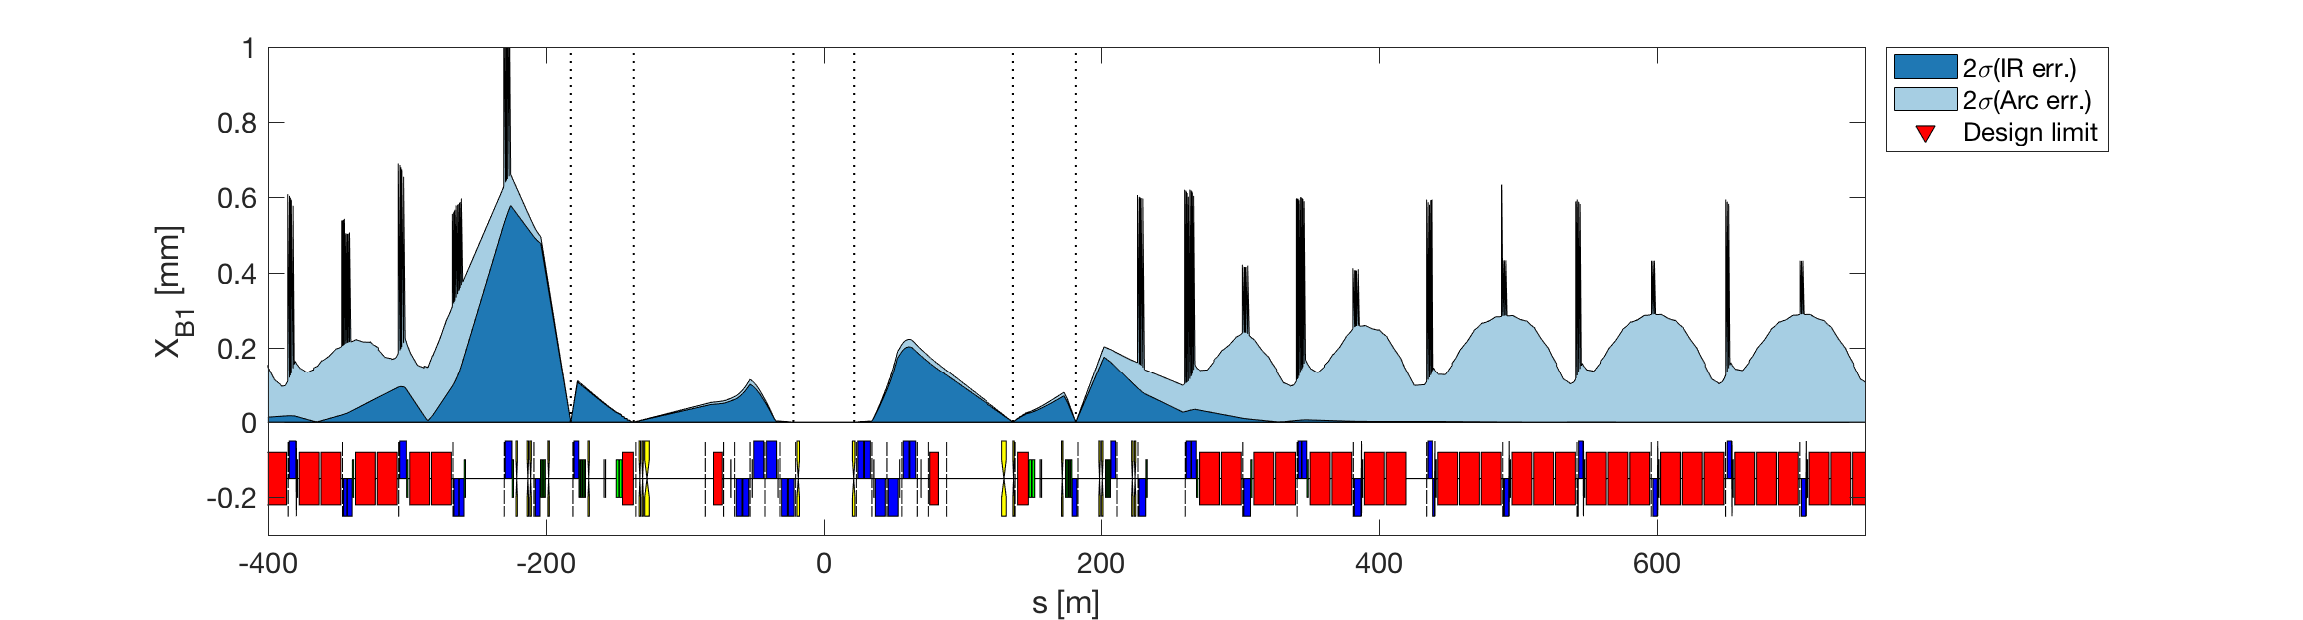 1
0.8
0.6
0.4
0.2
0
-0.2
X_B1 [mm]
-400 -200 0 200 400 600
s [m]
2σ(IR err.)
2σ(Arc err.)
Design limit